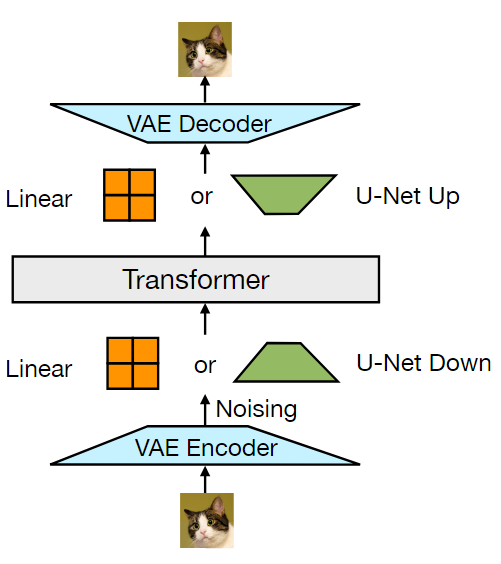 VAE Decoder
Linear or U-Net Up
Transformer
Linear or U-Net Down
Noising
VAE Encoder